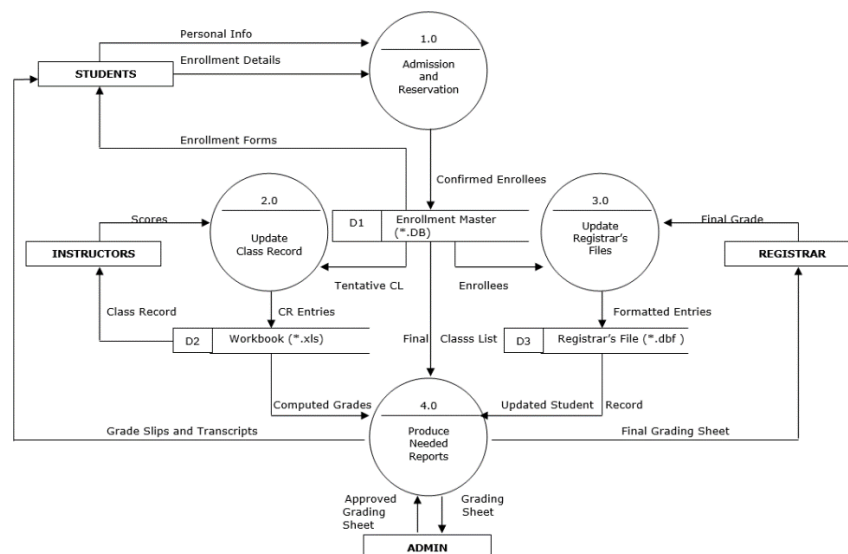 Personal Info
1.0
Enrollment Details
Admission
and
Reservation
STUDENTS
Enrollment Forms
Confirmed Enrollees
2.0
3.0
Scores
D1
Enrollment Master
(*.DB)
Final Grade
Update
Class Record
Update
Registrar's
Files
INSTRUCTORS
REGISTRAR
Tentative CL
Enrollees
Class Record
CR Entries
Formatted Entries
D2
Workbook (*.xls)
Final
Classs List
D3
Registrar's File (*.dbf )
4.0
Computed Grades
Updated Student
Record
Grade Slips and Transcripts
Produce
Needed
Reports
Final Grading Sheet
Approved
Grading
Sheet
Grading
Sheet
ADMIN